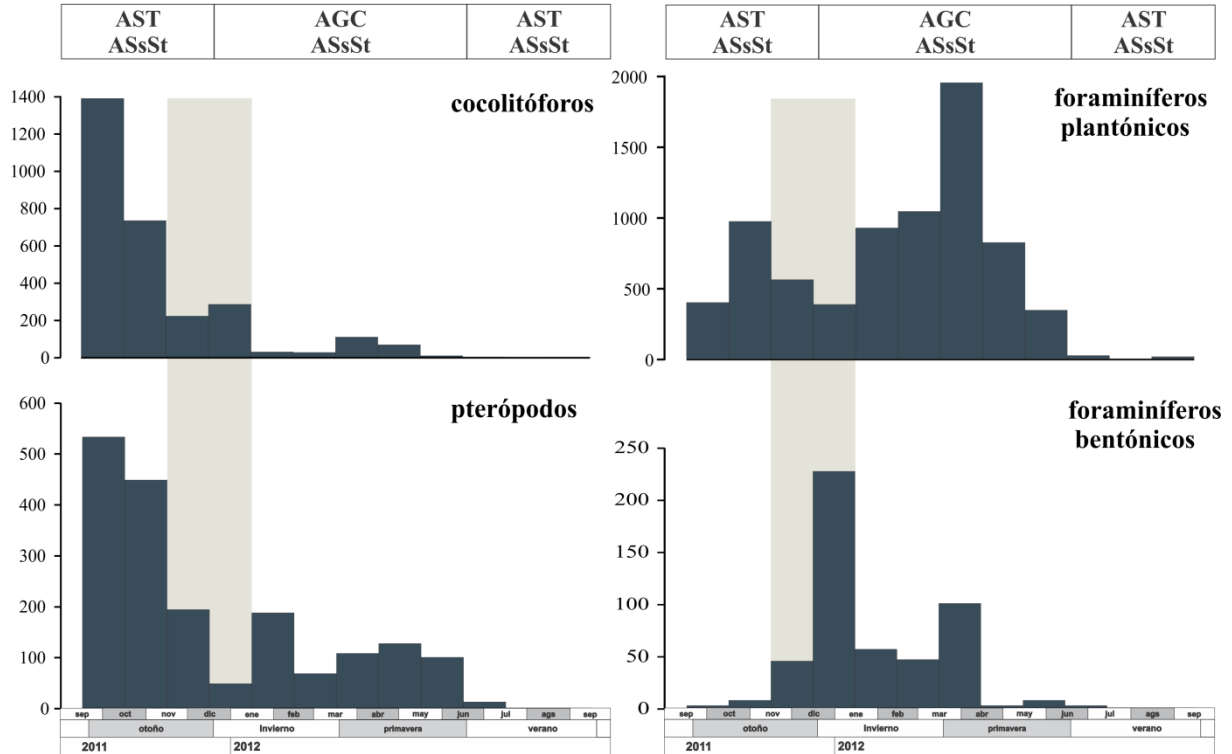 AST AGC AST
ASsSt ASsSt ASsSt
AST AGC AST
ASsSt ASsSt ASsSt
cocolitóforos
1400
1200
1000
800
600
400
200
0
foraminíferos
plantónicos
2000
1500
1000
500
0
pterópodos
600
500
400
300
200
100
0
sep oct nov dic ene feb mar abr may jun jul ags sep
otoño Invierno primavera verano
2011 2012
foraminíferos
bentónicos
250
200
150
100
50
0
sep oct nov dic ene feb mar abr may jun jul ags sep
otoño Invierno primavera verano
2011 2012